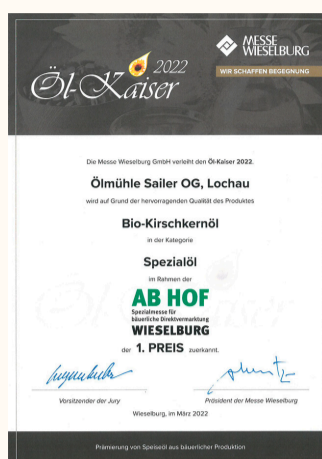 Öl-Kaiser 2022
MESSE
WIESELBURG
WIR SCHAFFEN BEGEGNUNG
Die Messe Wieselburg GmbH verleiht den Öl-Kaiser 2022.
Ölmühle Sailer OG, Lochau
wird auf Grund der hervorragenden Qualität des Produktes
Bio-Kirschkernöl
in der Kategorie
Spezialöl
im Rahmen der
AB HOF
Spezialmesse für
bäuerliche Direktvermarktung
WIESELBURG
der 1. PREIS zuerkannt.
Vorsitzender der Jury
Präsident der Messe Wieselburg
Wieselburg, im März 2022
Prämierung von Speiseöl aus bäuerlicher Produktion